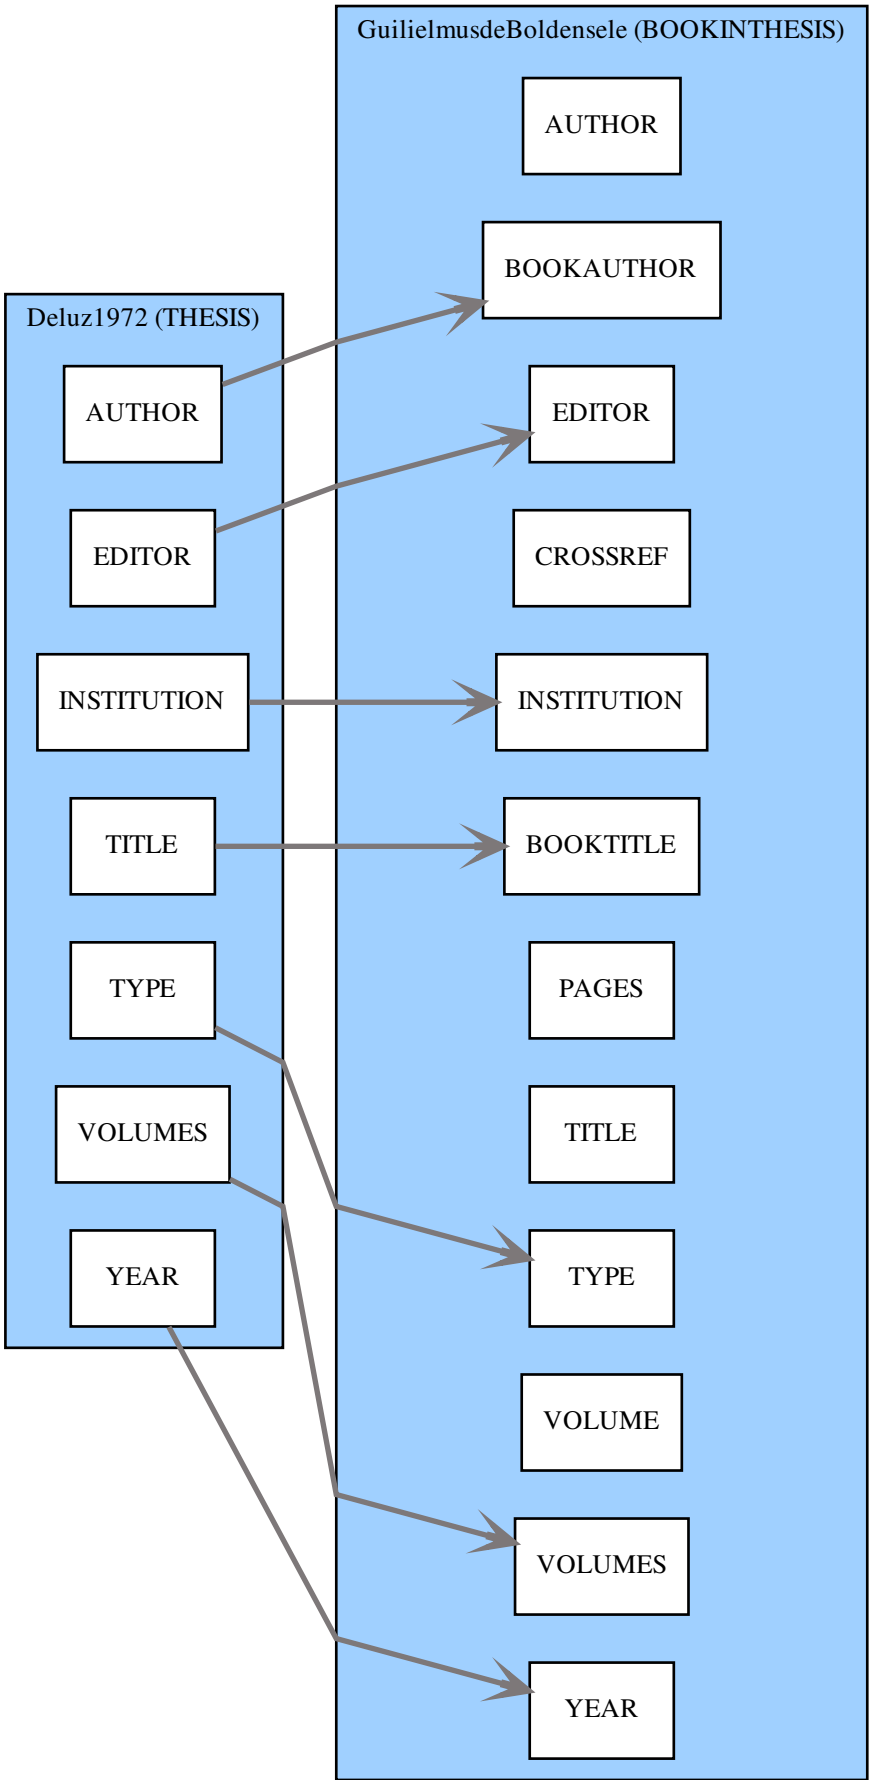 Deluz1972 (THESIS)
AUTHOR
EDITOR
INSTITUTION
TITLE
TYPE
VOLUMES
YEAR
GuilielmusdeBoldensele (BOOKINTHESIS)
AUTHOR
BOOKAUTHOR
EDITOR
CROSSREF
INSTITUTION
BOOKTITLE
PAGES
TITLE
TYPE
VOLUME
VOLUMES
YEAR